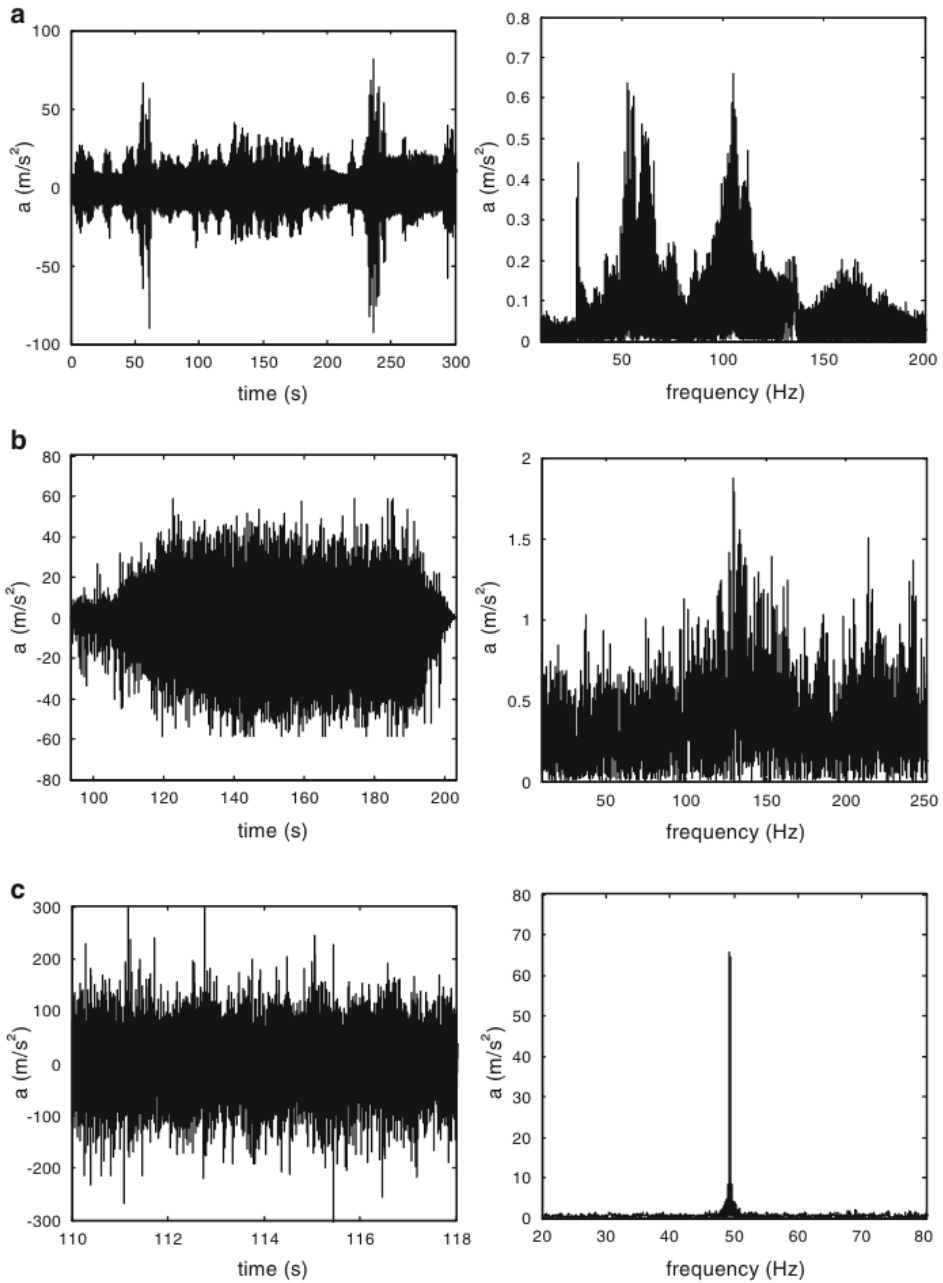 a
100
50
0
-50
-100
a (m/s²)
0 50 100 150 200 250 300
time (s)
0.8
0.7
0.6
0.5
0.4
0.3
0.2
0.1
0
a (m/s²)
50 100 150 200
frequency (Hz)
b
80
60
40
20
0
-20
-40
-60
-80
a (m/s²)
100 120 140 160 180 200
time (s)
2
1.5
1
0.5
0
a (m/s²)
50 100 150 200 250
frequency (Hz)
c
300
200
100
0
-100
-200
-300
a (m/s²)
110 112 114 116 118
time (s)
80
70
60
50
40
30
20
10
0
a (m/s²)
20 30 40 50 60 70 80
frequency (Hz)